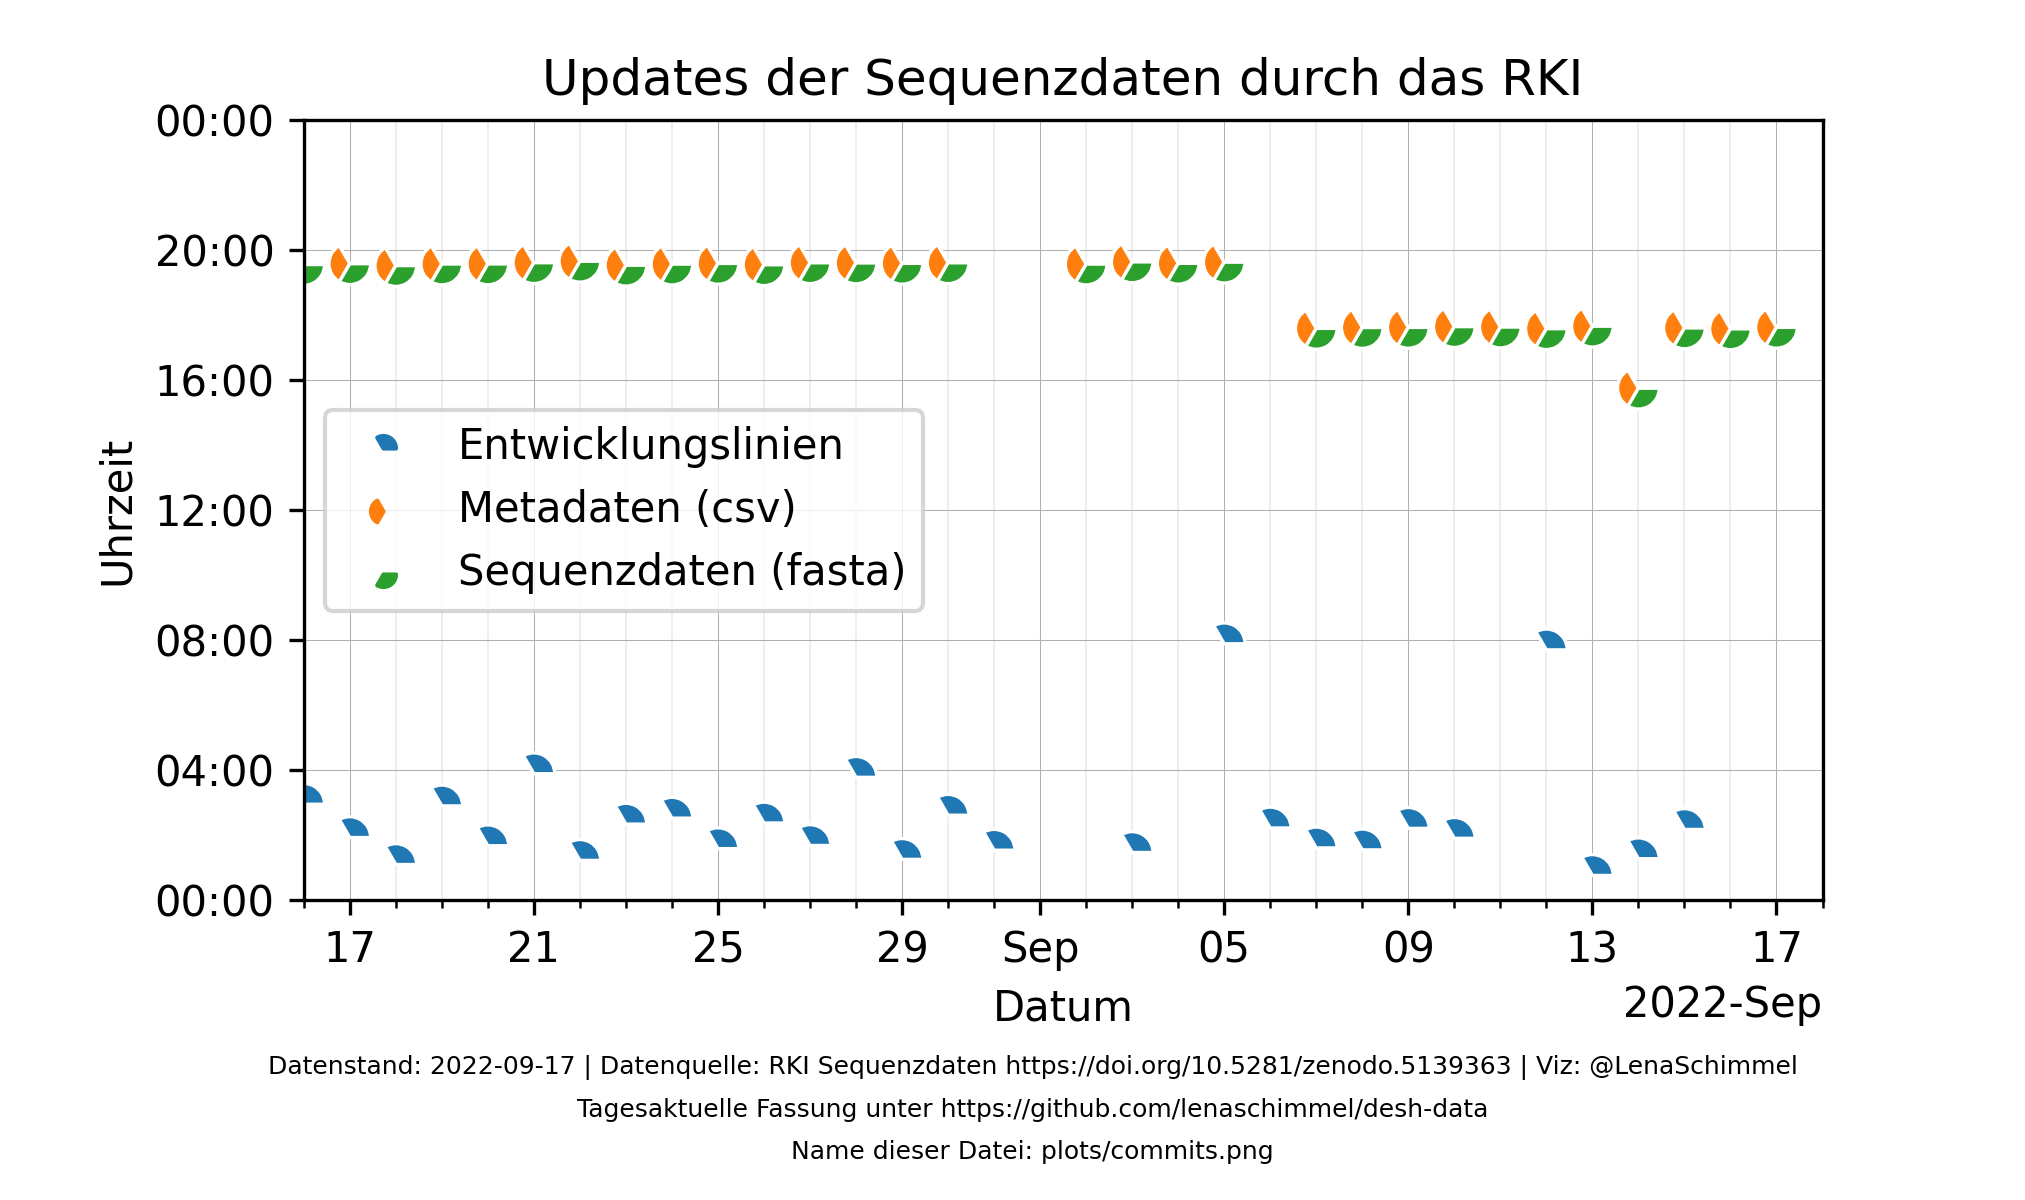 Updates der Sequenzdaten durch das RKI
00:00
20:00
16:00
12:00
08:00
04:00
00:00
Uhrzeit
Entwicklungslinien
Metadaten (csv)
Sequenzdaten (fasta)
17 21 25 29 Sep 05 09 13 17
Datum
2022-Sep
Datenstand: 2022-09-17 | Datenquelle: RKI Sequenzdaten https://doi.org/10.5281/zenodo.5139363 | Viz: @LenaSchimmel
Tagesaktuelle Fassung unter https://github.com/lenaschimmel/desh-data
Name dieser Datei: plots/commits.png